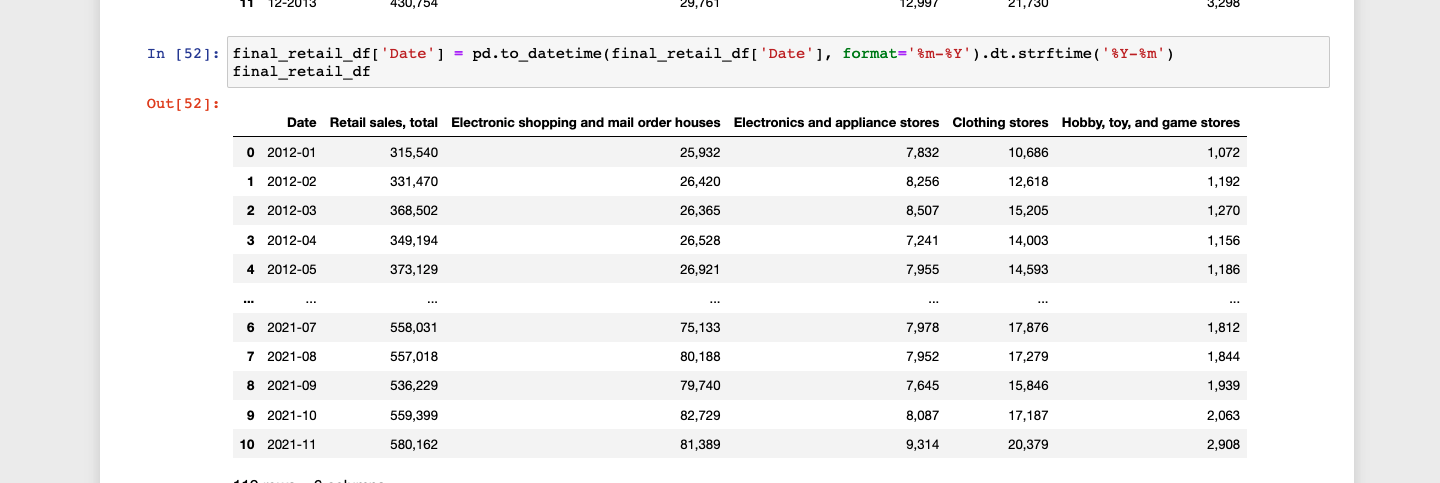 11 12-2013 430,754 29,761 12,997 21,730 3,298
In [52]: final_retail_df['Date'] = pd.to_datetime(final_retail_df['Date'], format='%m-%Y').dt.strftime('%Y-%m')
final_retail_df
Out[52]:
Date Retail sales, total Electronic shopping and mail order houses Electronics and appliance stores Clothing stores Hobby, toy, and game stores
0 2012-01 315,540 25,932 7,832 10,686 1,072
1 2012-02 331,470 26,420 8,256 12,618 1,192
2 2012-03 368,502 26,365 8,507 15,205 1,270
3 2012-04 349,194 26,528 7,241 14,003 1,156
4 2012-05 373,129 26,921 7,955 14,593 1,186
... ... ... ... ... ... ...
6 2021-07 558,031 75,133 7,978 17,876 1,812
7 2021-08 557,018 80,188 7,952 17,279 1,844
8 2021-09 536,229 79,740 7,645 15,846 1,939
9 2021-10 559,399 82,729 8,087 17,187 2,063
10 2021-11 580,162 81,389 9,314 20,379 2,908